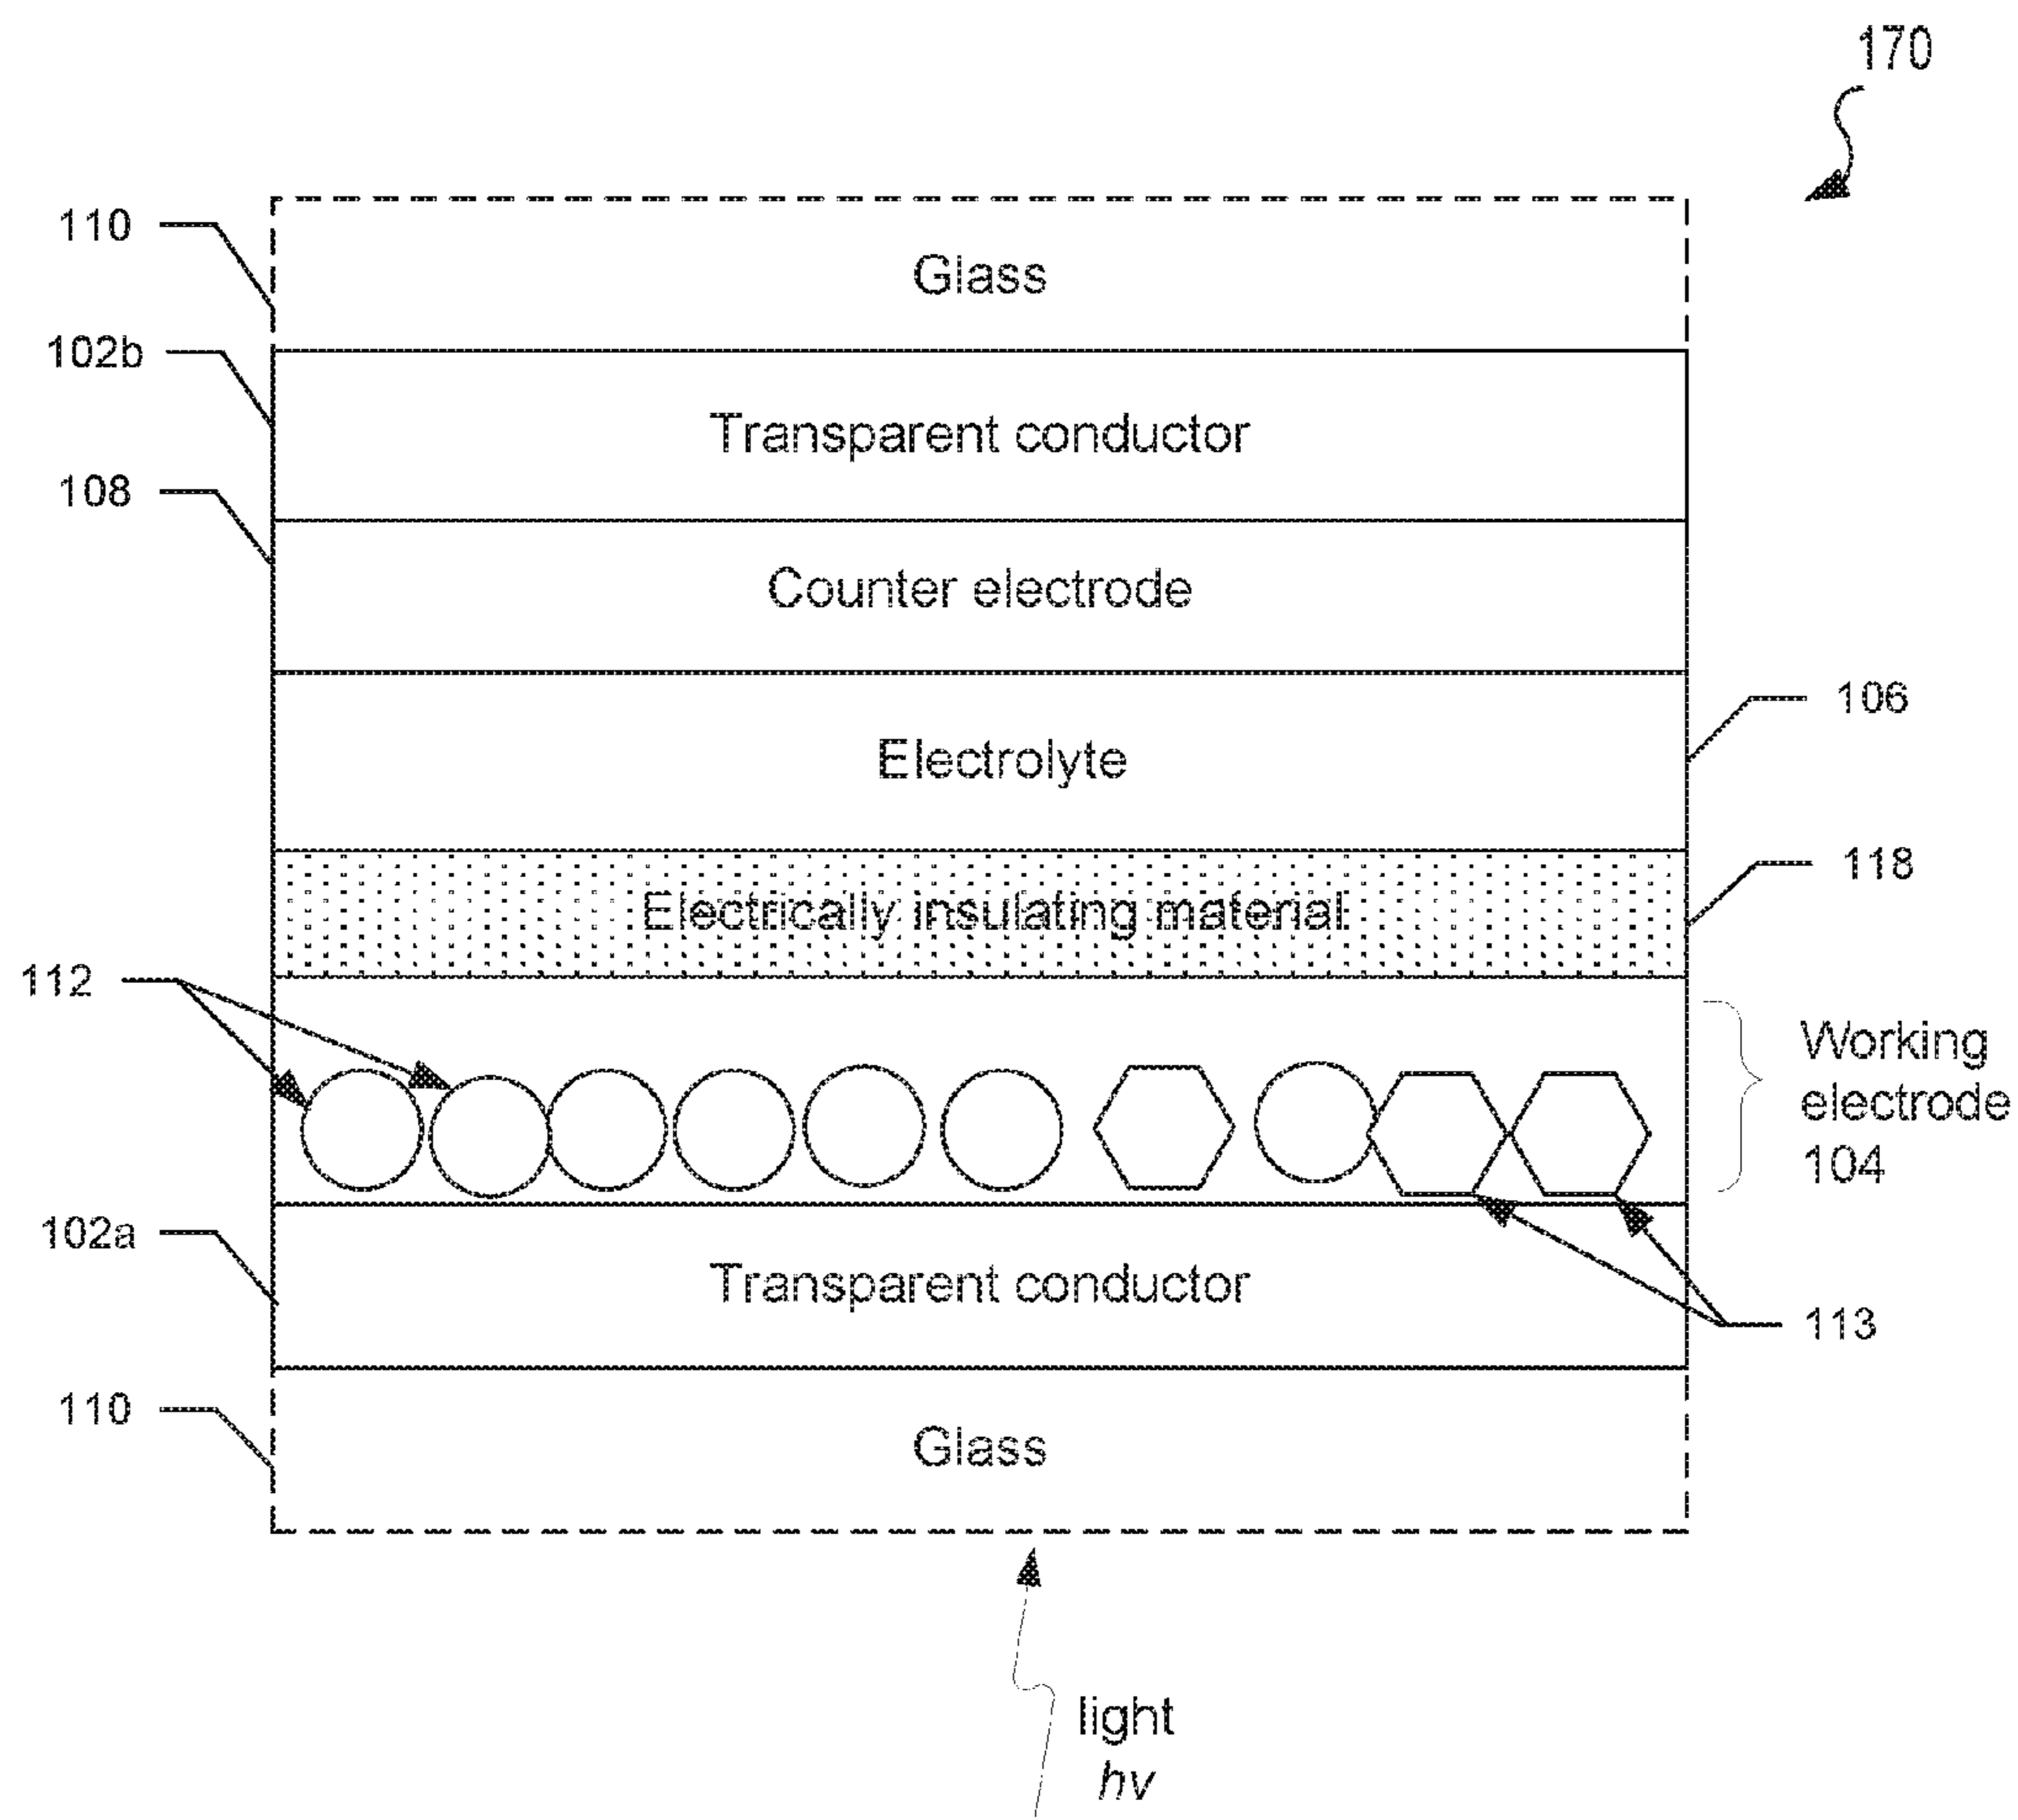 170
110
Glass
102b
Transparent conductor
108
Counter electrode
106
Electrolyte
118
Electrically insulating material
112
Working
electrode
104
102a
Transparent conductor
113
110
Glass
light
hv